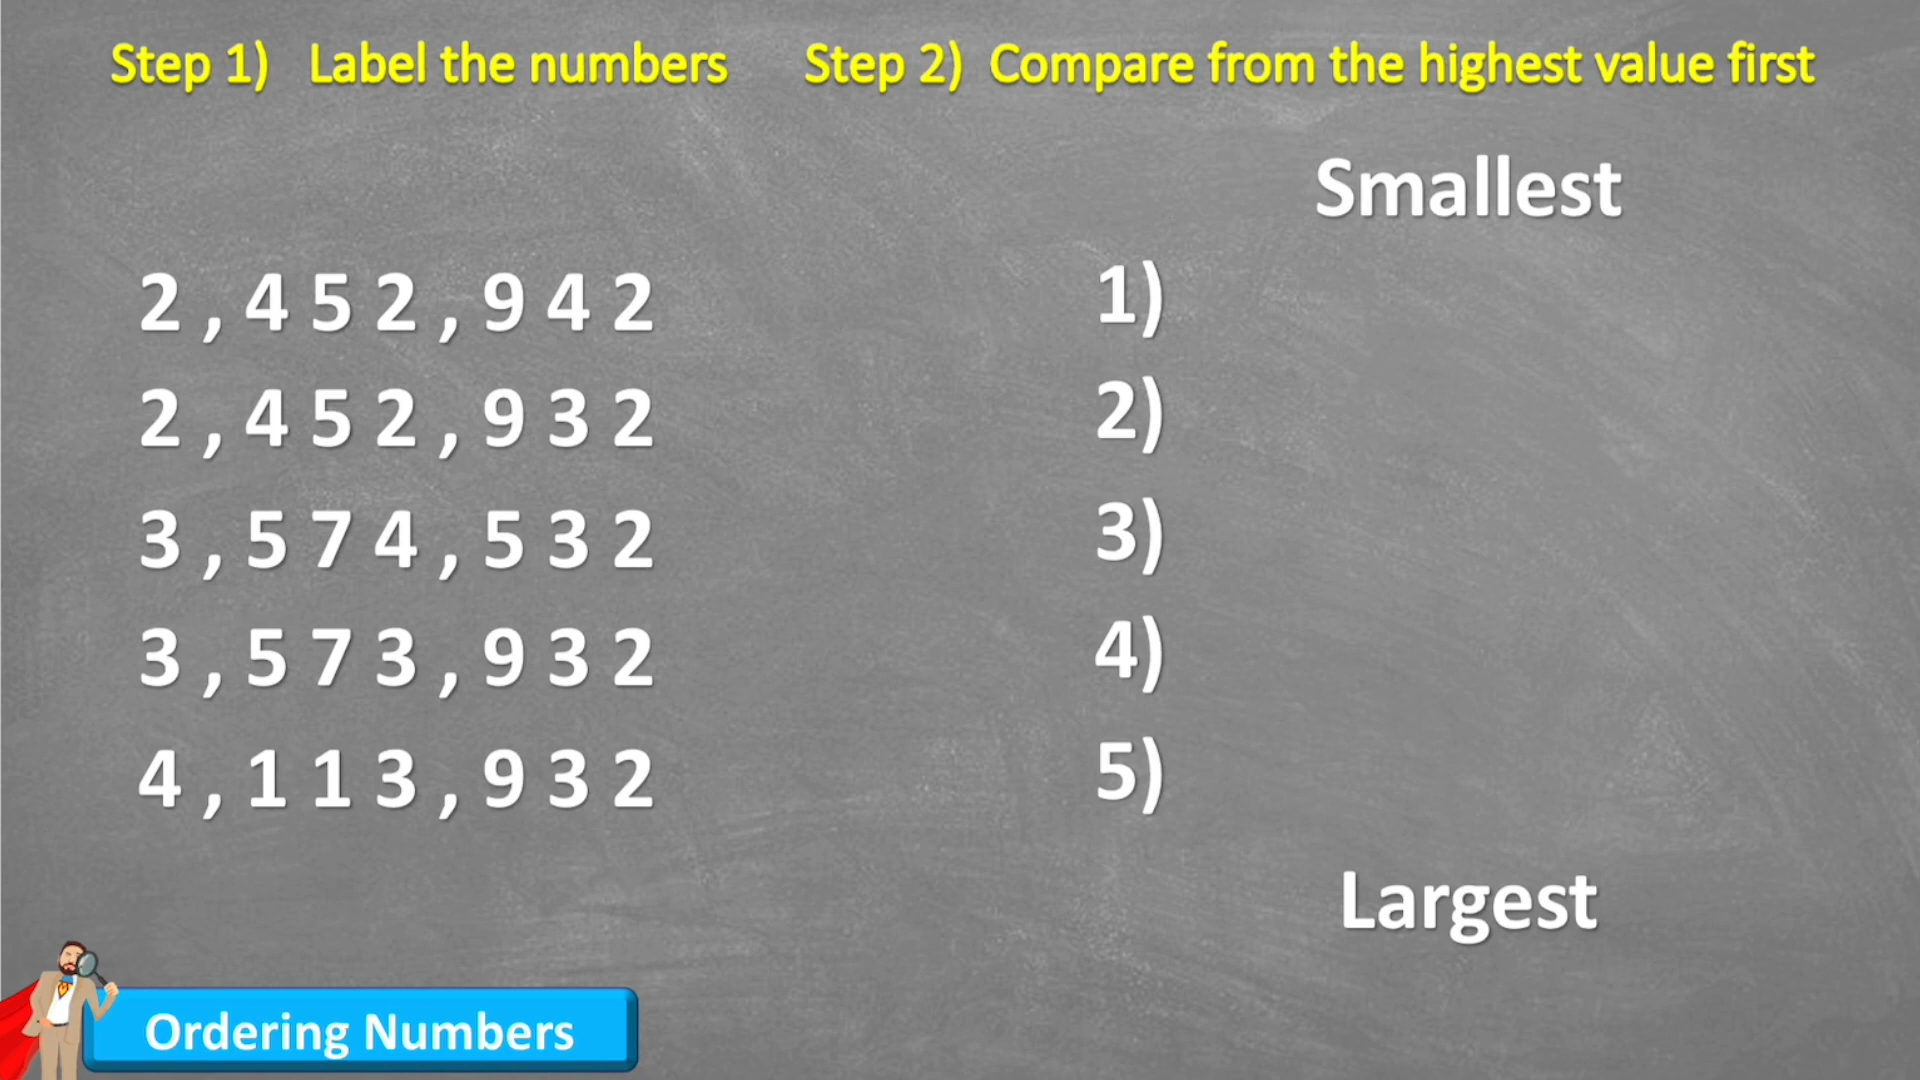 Step 1) Label the numbers
Step 2) Compare from the highest value first
Smallest
2,452,942
1)
2,452,932
2)
3,574,532
3)
3,573,932
4)
4,113,932
5)
Largest
Ordering Numbers